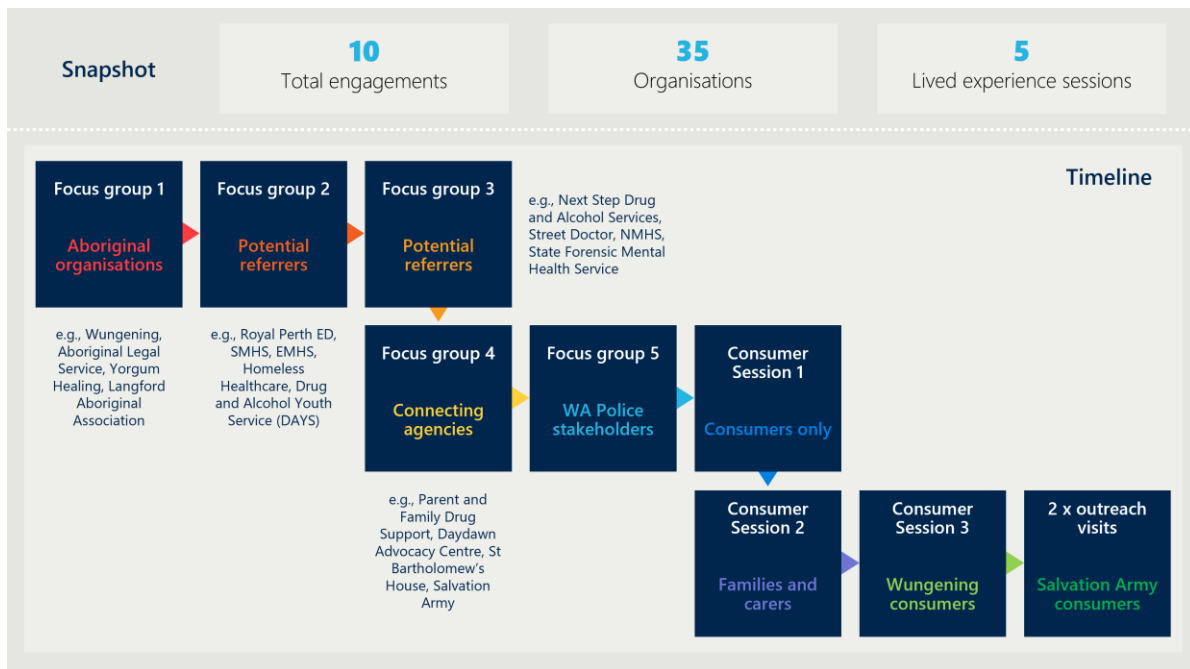 Snapshot
10
Total engagements
35
Organisations
5
Lived experience sessions
Timeline
Focus group 1
Aboriginal
organisations
e.g., Wungening,
Aboriginal Legal
Service, Yorgum
Healing, Langford
Aboriginal
Association
Focus group 2
Potential
referrers
e.g., Royal Perth ED,
SMHS, EMHS,
Homeless
Healthcare, Drug
and Alcohol Youth
Service (DAYS)
Focus group 3
Potential
referrers
e.g., Next Step Drug
and Alcohol Services,
Street Doctor, NMHS,
State Forensic Mental
Health Service
Focus group 4
Connecting
agencies
e.g., Parent and
Family Drug
Support, Daydawn
Advocacy Centre, St
Bartholomew's
House, Salvation
Army
Focus group 5
WA Police
stakeholders
Consumer
Session 1
Consumers only
Consumer
Session 2
Families and
carers
Consumer
Session 3
Wungening
consumers
2 x outreach
visits
Salvation Army
consumers